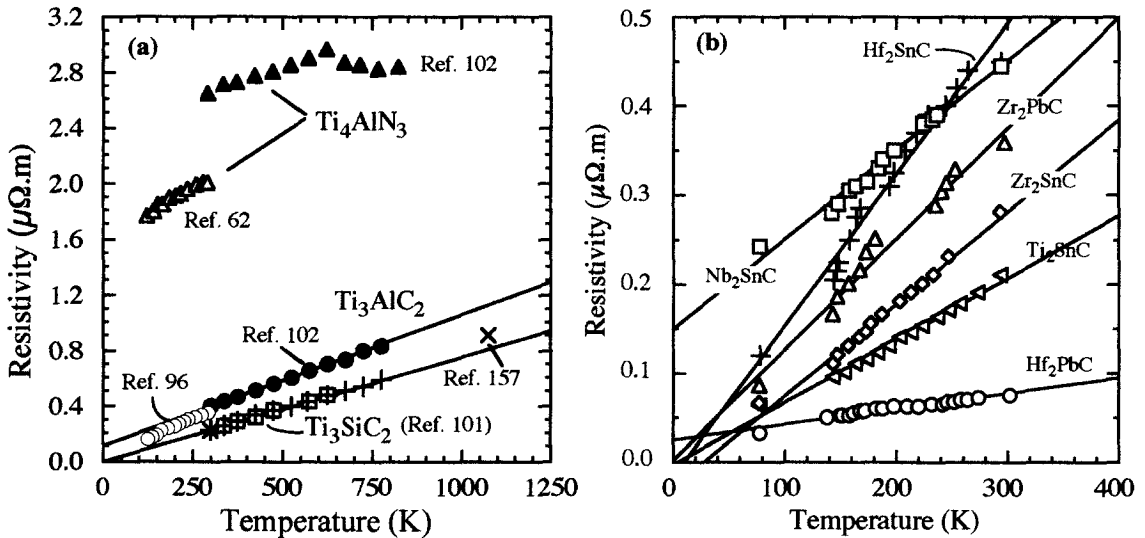 (a)
3.2
2.8
2.4
2.0
1.6
1.2
0.8
0.4
0.0
Resistivity (μΩ.m)
Ref. 102
Ti₄AlN₃
Ref. 62
Ti₃AlC₂
Ref. 102
Ref. 96
Ref. 157
Ti₃SiC₂ (Ref. 101)
0 250 500 750 1000 1250
Temperature (K)
(b)
0.5
0.4
0.3
0.2
0.1
0.0
Resistivity (μΩ.m)
Hf₂SnC
Zr₂PbC
Zr₂SnC
Ti₂SnC
Nb₂SnC
Hf₂PbC
0 100 200 300 400
Temperature (K)